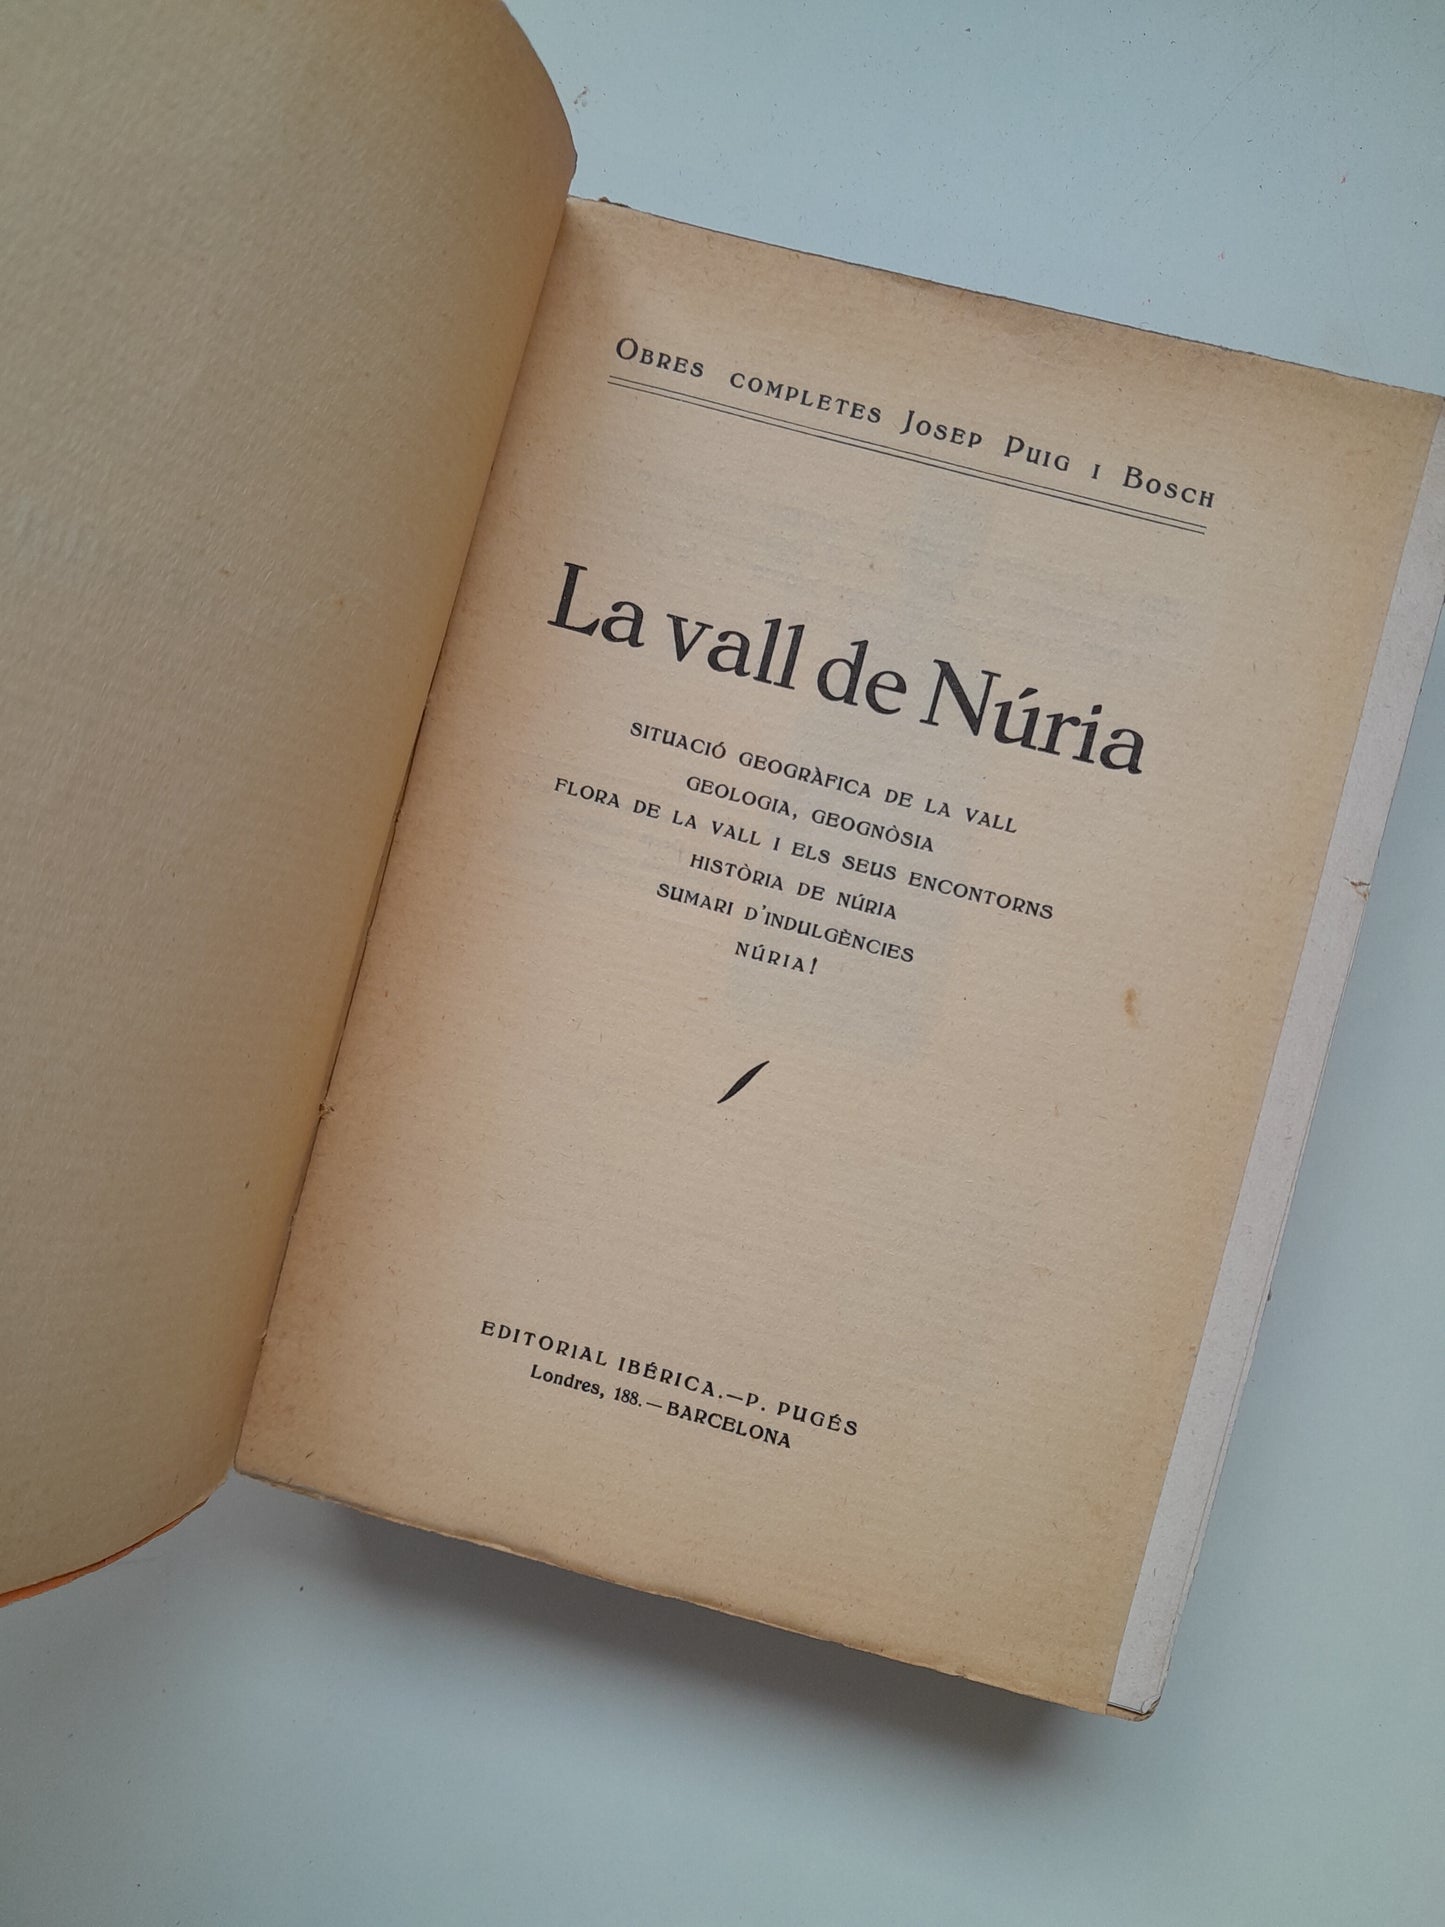 Obres completes Josep Puig i Bosch
La vall de Núria
SITUACIÓ GEOGRÀFICA DE LA VALL
GEOLOGIA, GEOGNÒSIA
FLORA DE LA VALL I ELS SEUS ENCONTORNS
HISTÒRIA DE NÚRIA
SUMARI D'INDULGÈNCIES
NÚRIA!
EDITORIAL IBÉRICA.—P. PUGÉS
Londres, 188.—BARCELONA